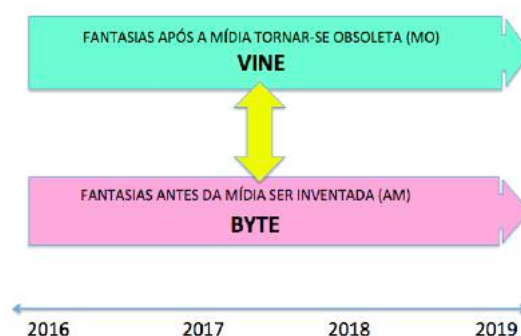 FANTASIAS APÓS A MÍDIA TORNAR-SE OBSOLETA (MO)
VINE
FANTASIAS ANTES DA MÍDIA SER INVENTADA (AM)
BYTE
2016 2017 2018 2019